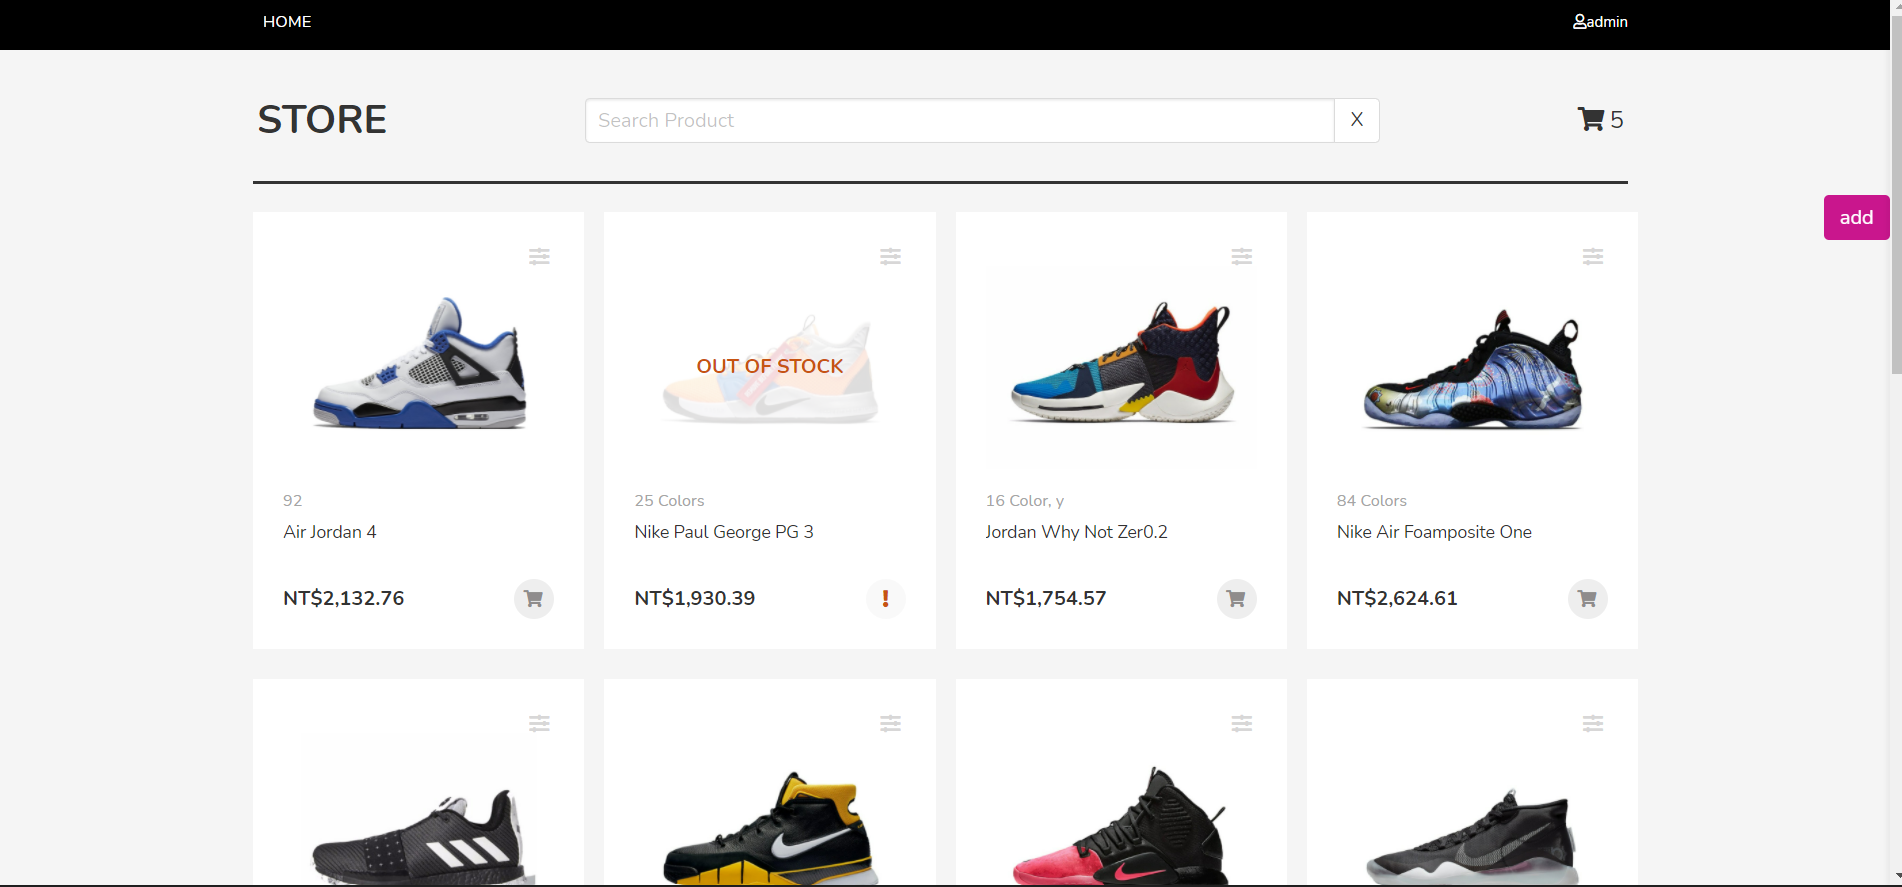 HOME
admin
STORE
Search Product
X
5
add
OUT OF STOCK
92
25 Colors
16 Color, y
84 Colors
Air Jordan 4
Nike Paul George PG 3
Jordan Why Not Zer0.2
Nike Air Foamposite One
NT$2,132.76
NT$1,930.39
!
NT$1,754.57
NT$2,624.61